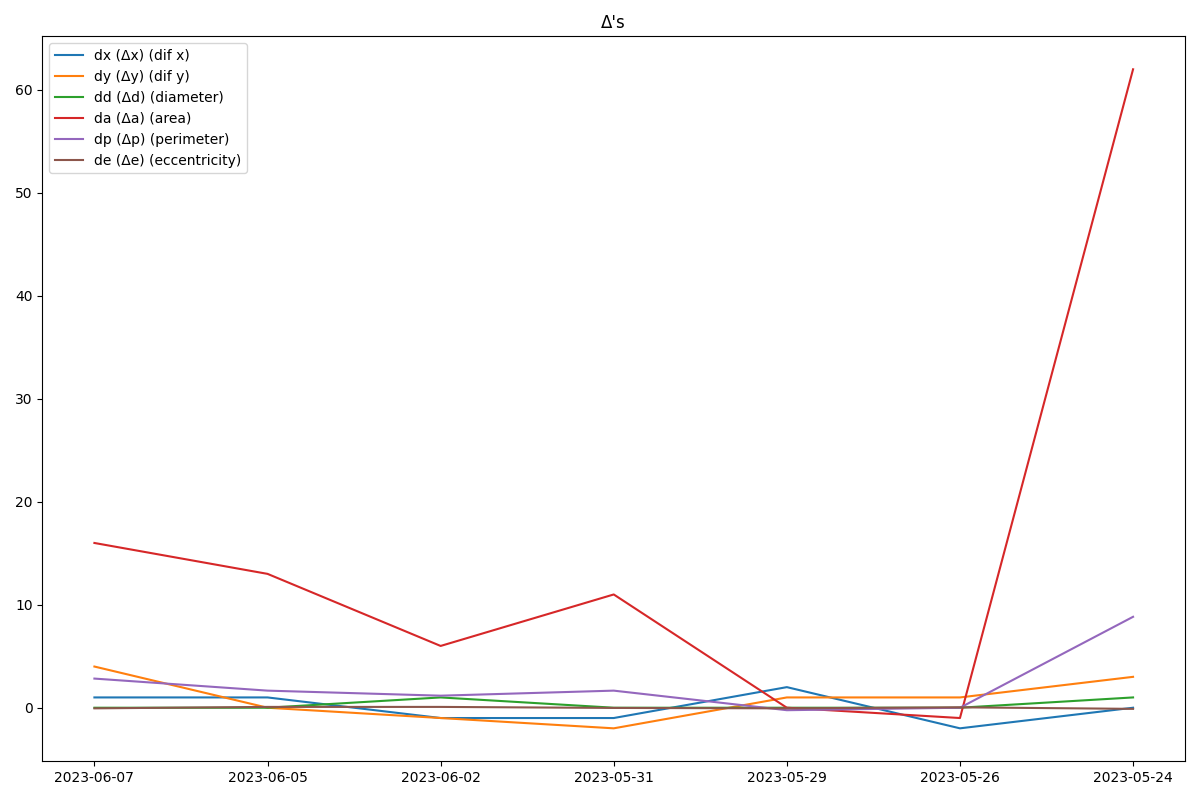 Δ's
dx (Δx) (dif x)
dy (Δy) (dif y)
dd (Δd) (diameter)
da (Δa) (area)
dp (Δp) (perimeter)
de (Δe) (eccentricity)
60
50
40
30
20
10
0
2023-06-07 2023-06-05 2023-06-02 2023-05-31 2023-05-29 2023-05-26 2023-05-24